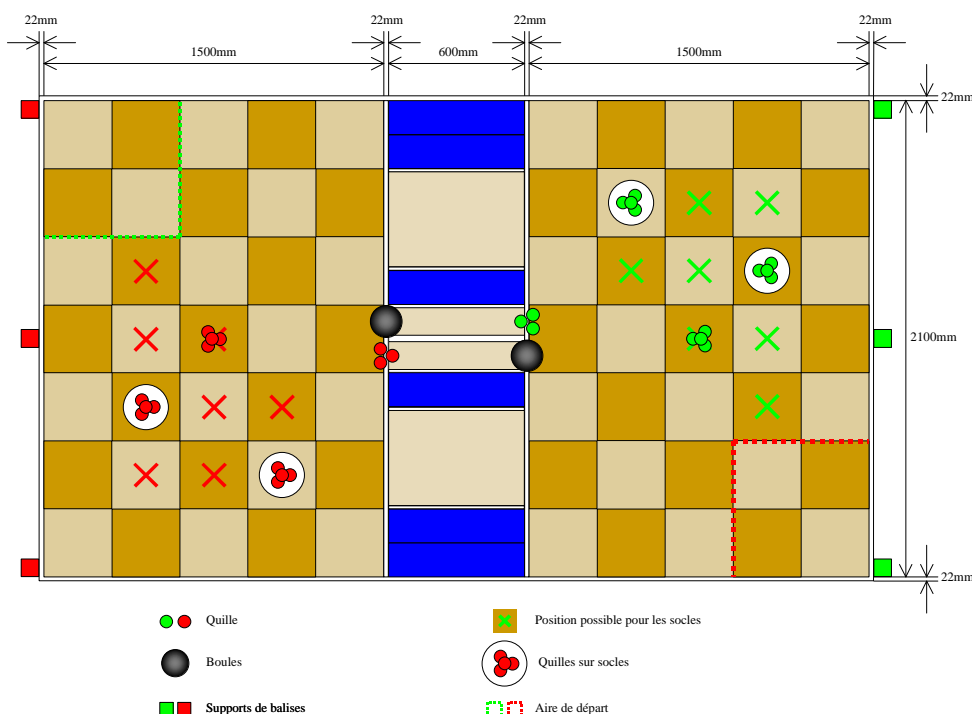 22mm 22mm 22mm 22mm
1500mm 600mm 1500mm
22mm
2100mm
22mm
Quille Position possible pour les socles
Boules Quilles sur socles
Supports de balises Aire de départ